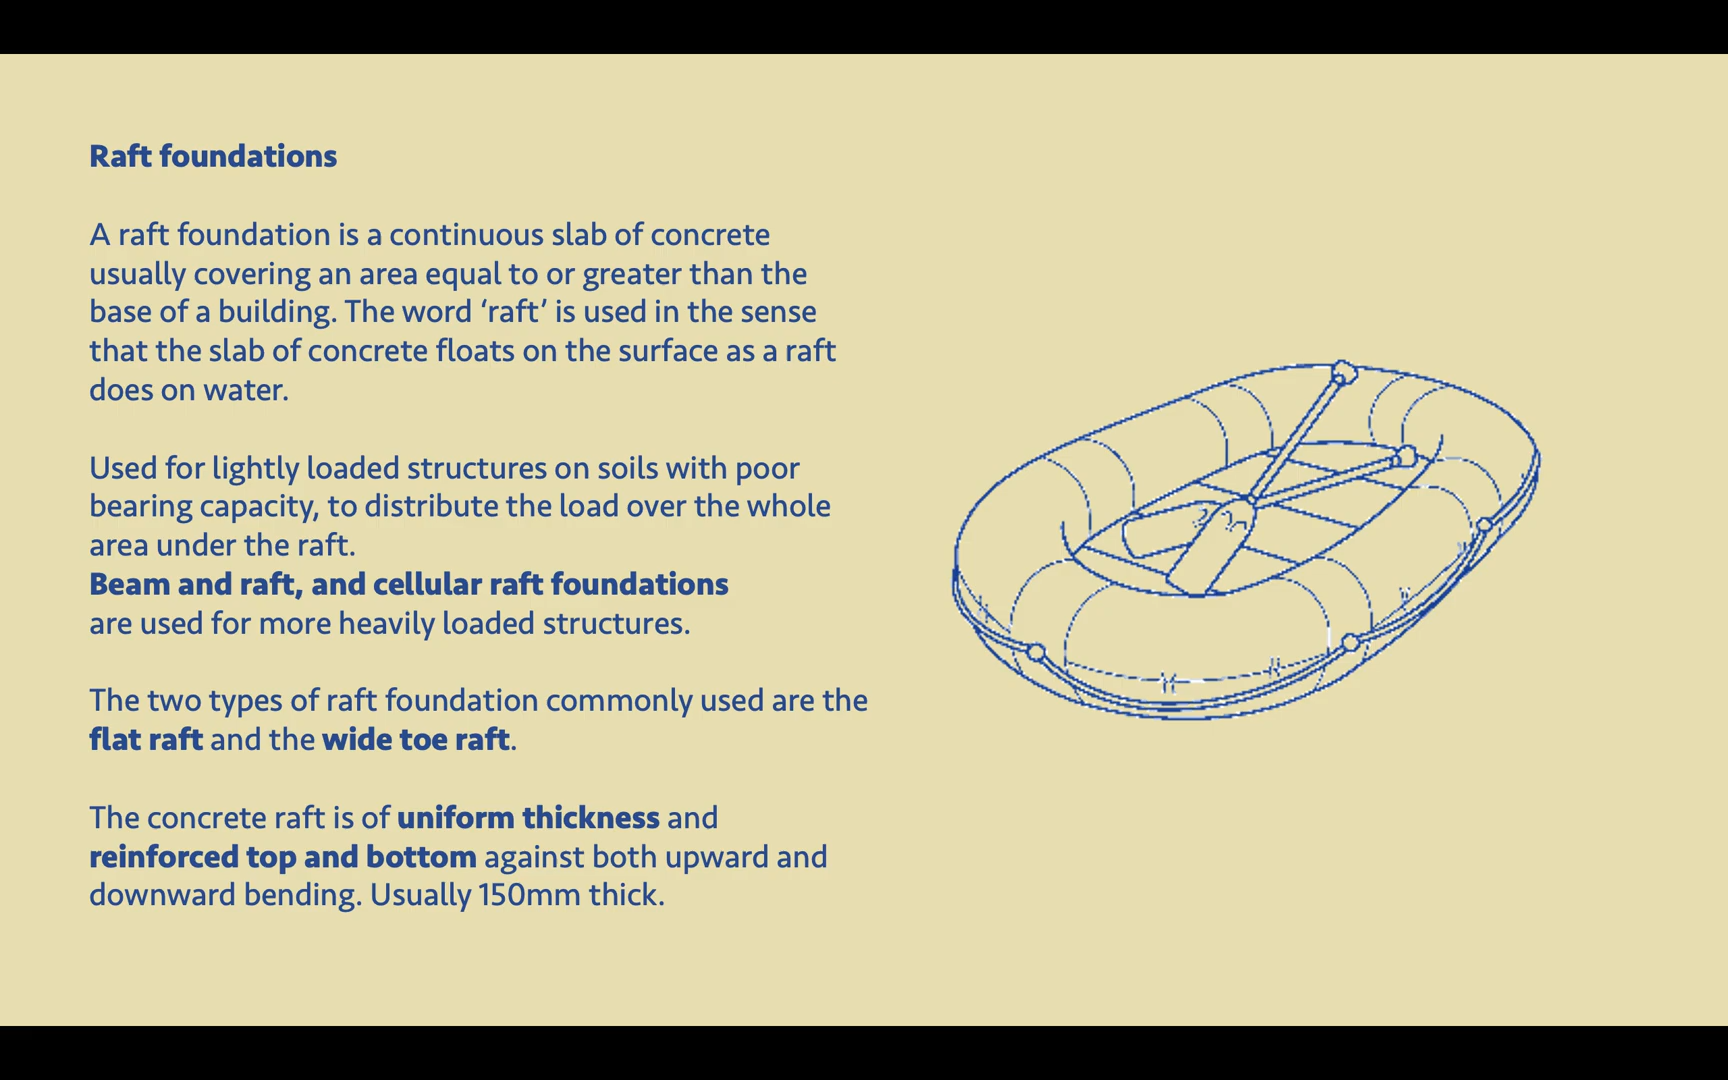 Raft foundations
A raft foundation is a continuous slab of concrete
usually covering an area equal to or greater than the
base of a building. The word ‘raft’ is used in the sense
that the slab of concrete floats on the surface as a raft
does on water.
Used for lightly loaded structures on soils with poor
bearing capacity, to distribute the load over the whole
area under the raft.
Beam and raft, and cellular raft foundations
are used for more heavily loaded structures.
The two types of raft foundation commonly used are the
flat raft and the wide toe raft.
The concrete raft is of uniform thickness and
reinforced top and bottom against both upward and
downward bending. Usually 150mm thick.